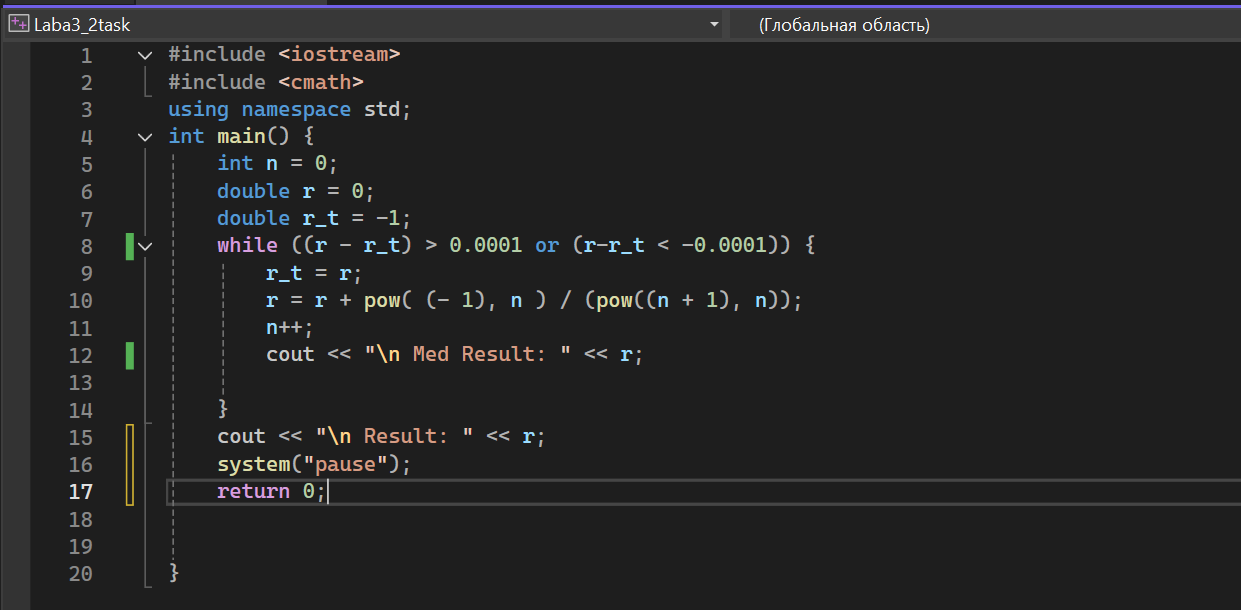 Laba3_2task (Глобальная область)
1 #include <iostream>
2 #include <cmath>
3 using namespace std;
4 int main() {
5 int n = 0;
6 double r = 0;
7 double r_t = -1;
8 while ((r - r_t) > 0.0001 or (r-r_t < -0.0001)) {
9 r_t = r;
10 r = r + pow( (- 1), n ) / (pow((n + 1), n));
11 n++;
12 cout << "\n Med Result: " << r;
13
14 }
15 cout << "\n Result: " << r;
16 system("pause");
17 return 0;
18
19
20 }